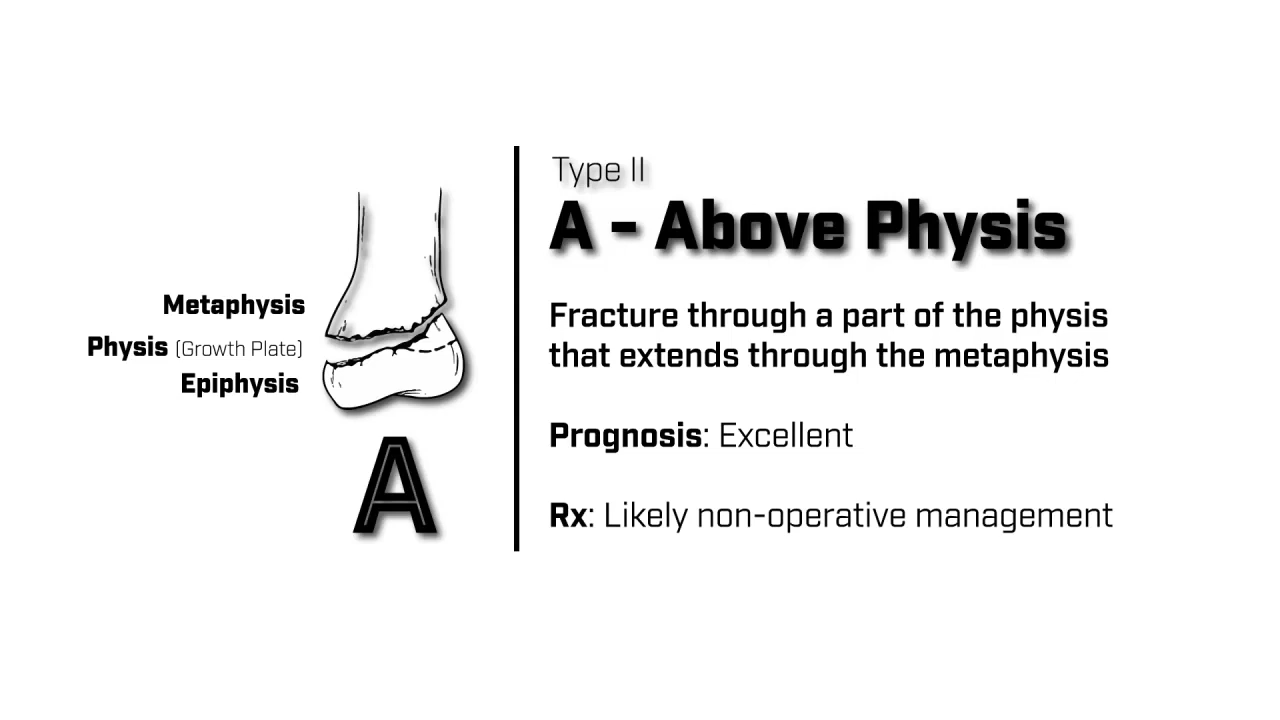 Metaphysis
Physis (Growth Plate)
Epiphysis
A
Type II
A - Above Physis
Fracture through a part of the physis
that extends through the metaphysis
Prognosis: Excellent
Rx: Likely non-operative management